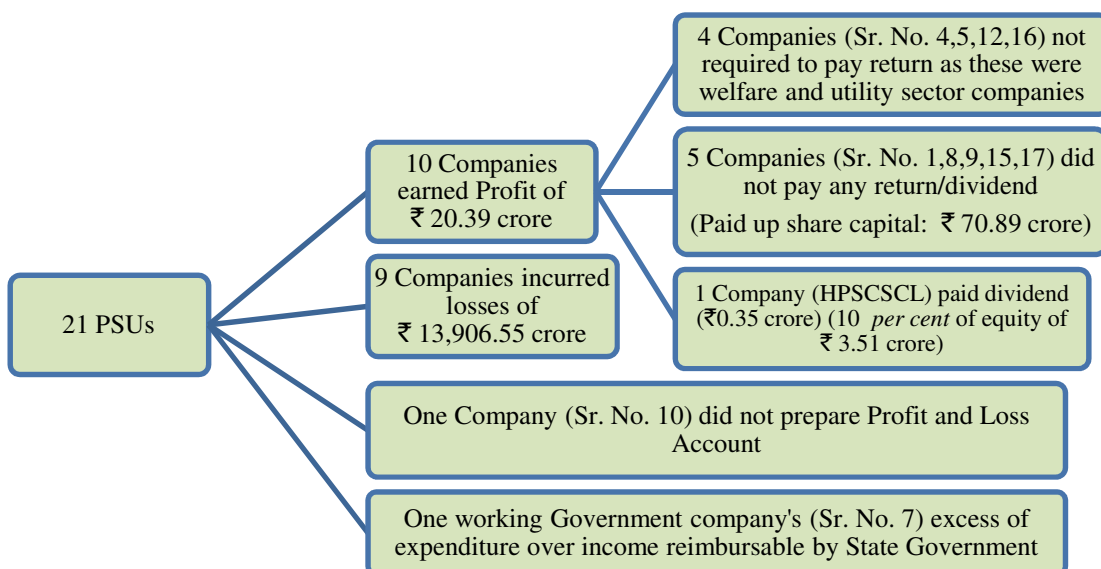 21 PSUs
10 Companies
earned Profit of
₹ 20.39 crore
4 Companies (Sr. No. 4,5,12,16) not
required to pay return as these were
welfare and utility sector companies
5 Companies (Sr. No. 1,8,9,15,17) did
not pay any return/dividend
(Paid up share capital: ₹ 70.89 crore)
1 Company (HPSCSCL) paid dividend
(₹0.35 crore) (10 per cent of equity of
₹ 3.51 crore)
9 Companies incurred
losses of
₹ 13,906.55 crore
One Company (Sr. No. 10) did not prepare Profit and Loss
Account
One working Government company's (Sr. No. 7) excess of
expenditure over income reimbursable by State Government